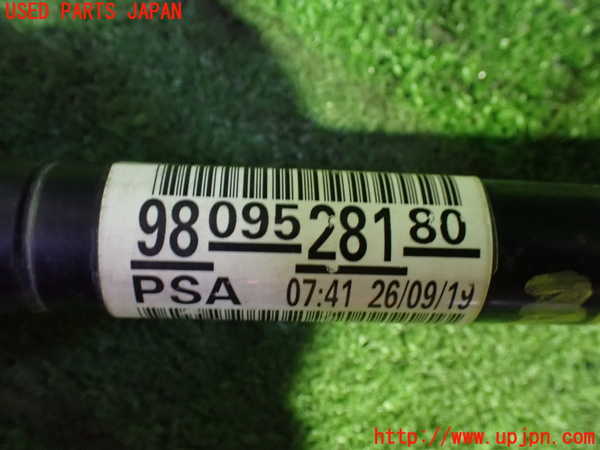 USED PARTS JAPAN
98 095 281 80
PSA 07:41 26/09/19
http://www.upjpn.com/